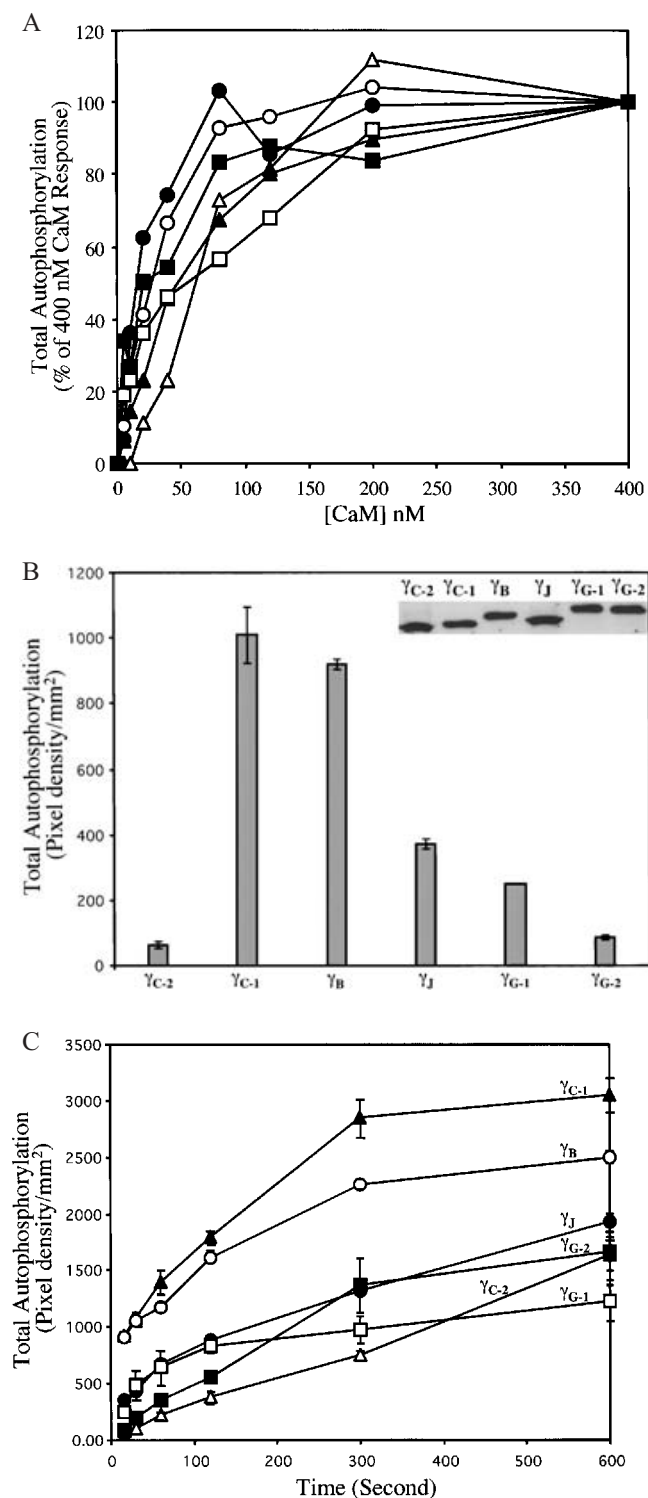 A
Total Autophosphorylation
(% of 400 nM CaM Response)
120
100
80
60
40
20
0
0 50 100 150 200 250 300 350 400
[CaM] nM
B
Total Autophosphorylation
(Pixel density/mm²)
1200
1000
800
600
400
200
0
γC-2 γC-1 γB γJ γG-1 γG-2
γC-2 γC-1 γB γJ γG-1 γG-2
C
Total Autophosphorylation
(Pixel density/mm²)
3500
3000
2500
2000
1500
1000
500
0.00
γC-1
γB
γJ
γG-2
γC-2
γG-1
0 100 200 300 400 500 600
Time (Second)